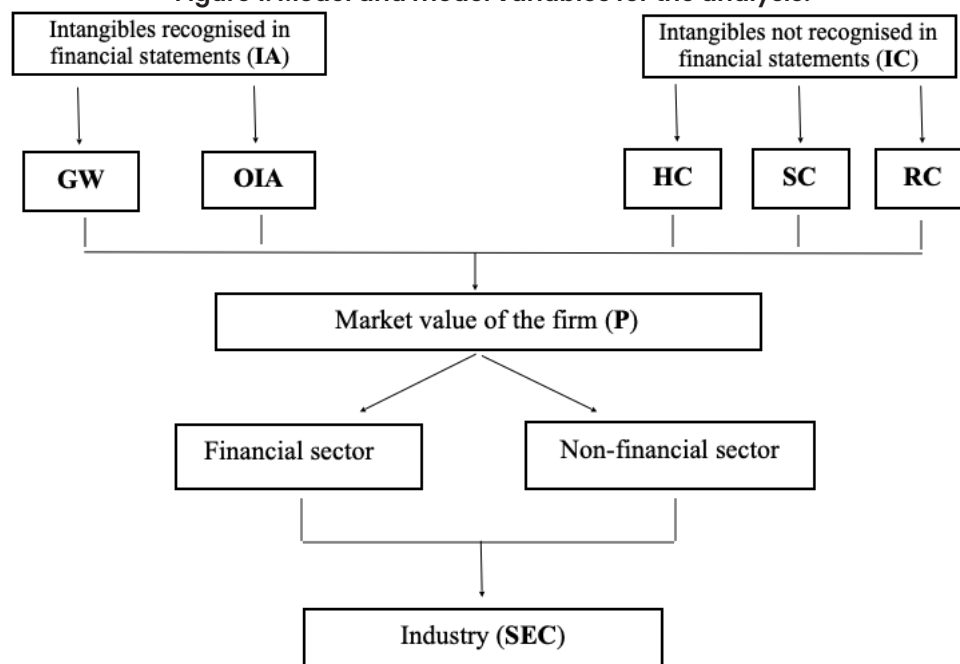 Figure 1. Model and model variables for the analysis.
Intangibles recognised in
financial statements (IA)
Intangibles not recognised in
financial statements (IC)
GW
OIA
HC
SC
RC
Market value of the firm (P)
Financial sector
Non-financial sector
Industry (SEC)